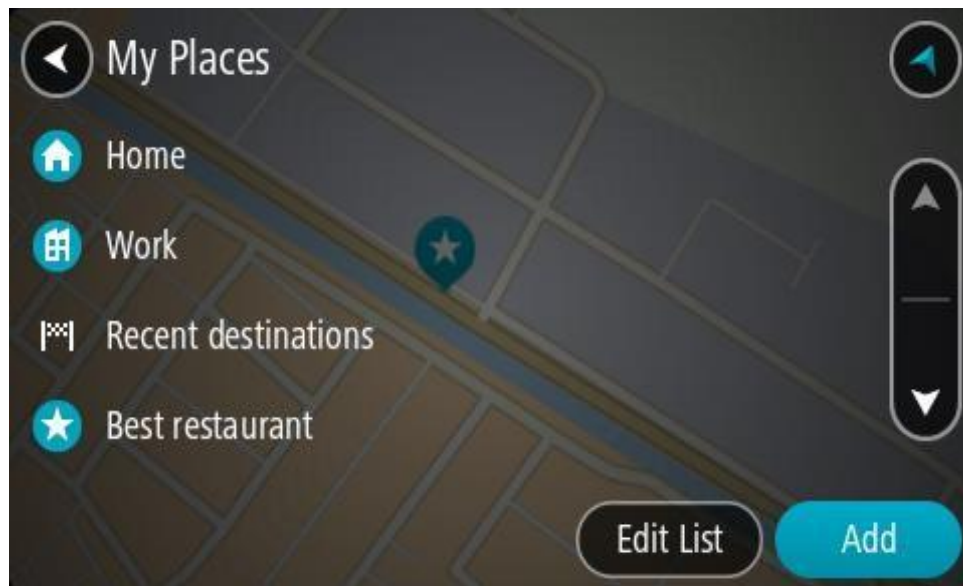 My Places
Home
Work
Recent destinations
Best restaurant
Edit List
Add